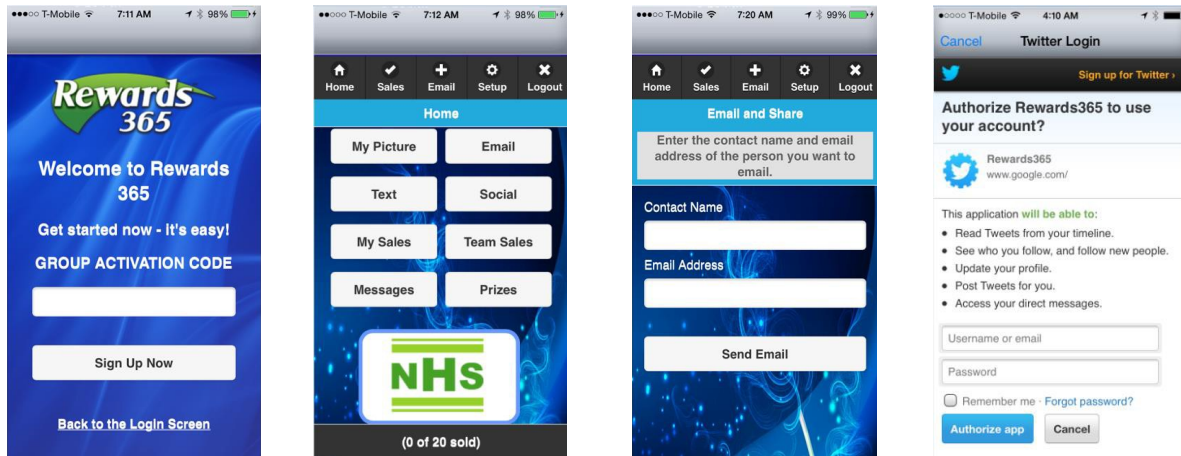 ●●●○○ T-Mobile 7:11 AM 98%
Rewards
365
Welcome to Rewards
365
Get started now - it's easy!
GROUP ACTIVATION CODE
Sign Up Now
Back to the Login Screen
●●○○○ T-Mobile 7:12 AM 98%
Home Sales Email Setup Logout
Home
My Picture Email
Text Social
My Sales Team Sales
Messages Prizes
NHS
(0 of 20 sold)
●●●○○ T-Mobile 7:20 AM 99%
Home Sales Email Setup Logout
Email and Share
Enter the contact name and email
address of the person you want to
email.
Contact Name
Email Address
Send Email
●○○○○ T-Mobile 4:10 AM
Cancel Twitter Login
Sign up for Twitter ›
Authorize Rewards365 to use
your account?
Rewards365
www.google.com/
This application will be able to:
• Read Tweets from your timeline.
• See who you follow, and follow new people.
• Update your profile.
• Post Tweets for you.
• Access your direct messages.
Username or email
Password
Remember me · Forgot password?
Authorize app Cancel